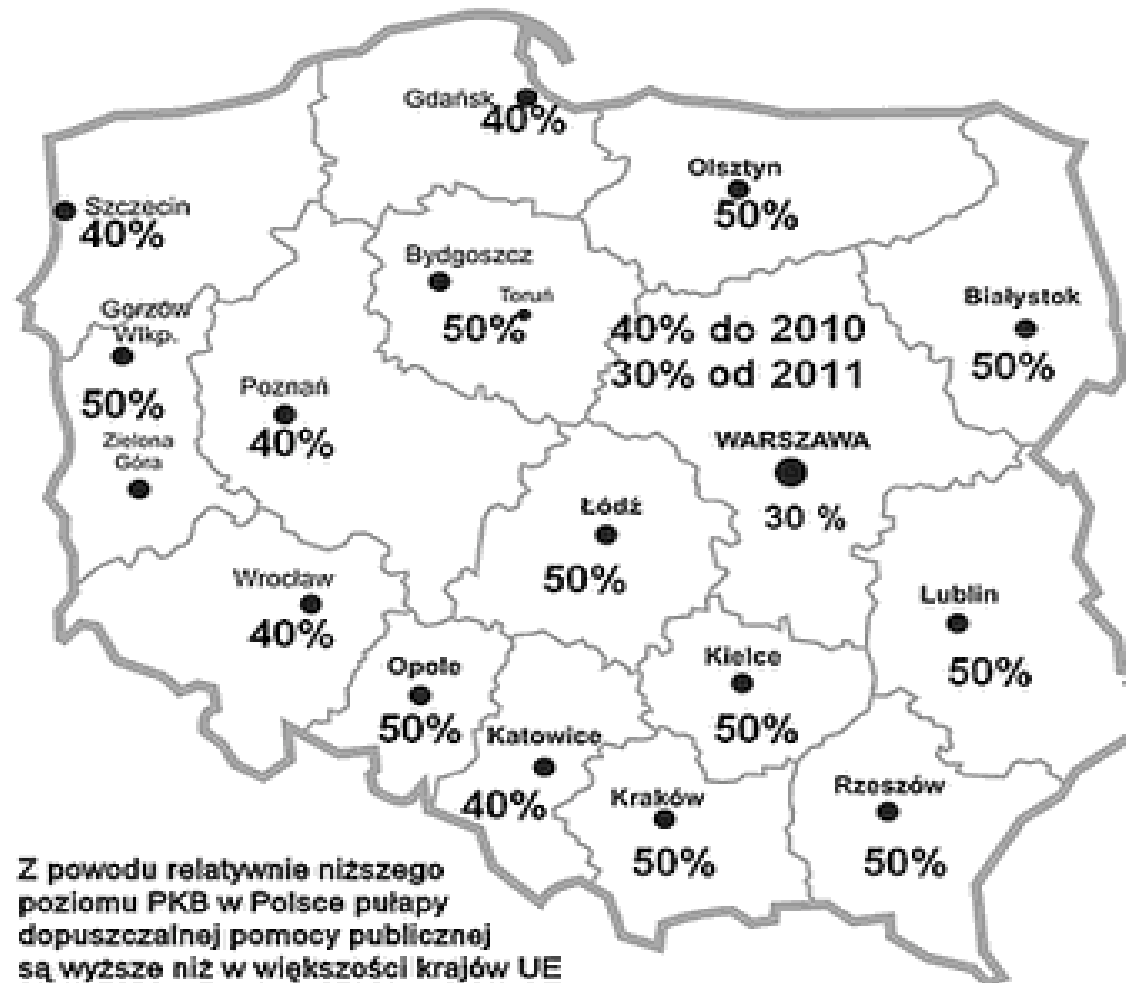 Gdańsk
40%
Olsztyn
50%
Szczecin
40%
Bydgoszcz
Toruń
50%
Białystok
50%
Gorzów
Wlkp.
50%
Zielona
Góra
40% do 2010
30% od 2011
Poznań
40%
WARSZAWA
30 %
Łódź
50%
Wrocław
40%
Lublin
50%
Opole
50%
Kielce
50%
Katowice
40%
Kraków
50%
Rzeszów
50%
Z powodu relatywnie niższego
poziomu PKB w Polsce pułapy
dopuszczalnej pomocy publicznej
są wyższe niż w większości krajów UE